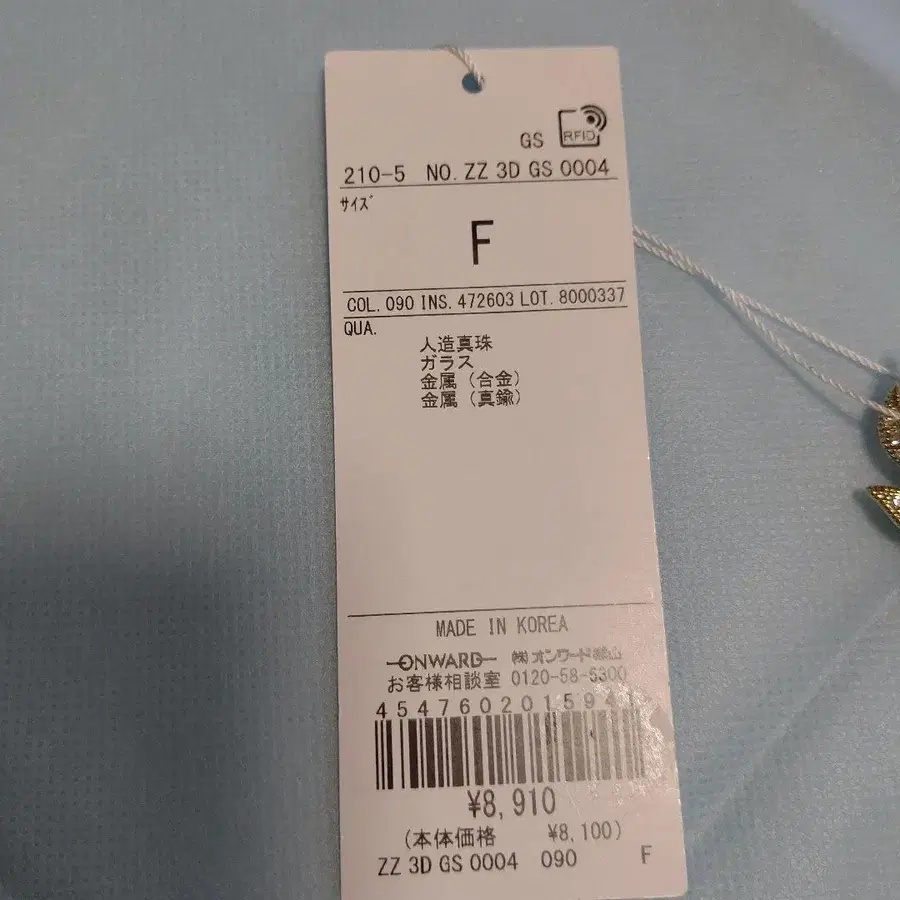 GS RFID
210-5 NO. ZZ 3D GS 0004
ｻｲｽﾞ
F
COL. 090 INS. 472603 LOT. 8000337
QUA.
人造真珠
ガラス
金属（合金）
金属（真鍮）
MADE IN KOREA
ONWARD ㈱オンワード樫山
お客様相談室 0120-58-5300
¥8,910
(本体価格 ¥8,100)
ZZ 3D GS 0004 090 F